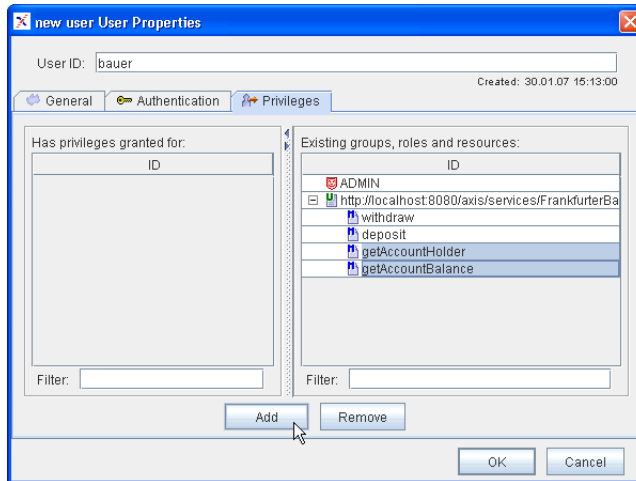 new user User Properties
User ID: bauer
Created: 30.01.07 15:13:00
General Authentication Privileges
Has privileges granted for:
ID
Filter:
Existing groups, roles and resources:
ID
ADMIN
http://localhost:8080/axis/services/FrankfurterBa
withdraw
deposit
getAccountHolder
getAccountBalance
Filter:
Add Remove
OK Cancel